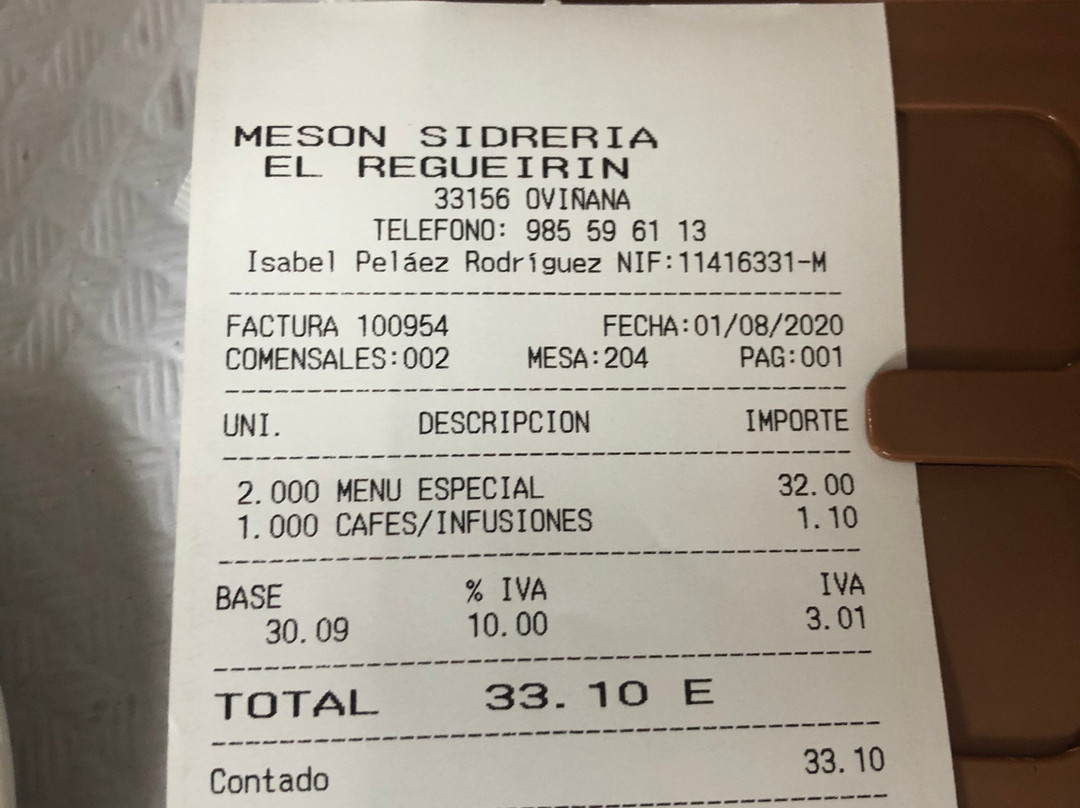 MESON SIDRERIA
EL REGUEIRIN
33156 OVIÑANA
TELEFONO: 985 59 61 13
Isabel Peláez Rodríguez NIF:11416331-M
FACTURA 100954 FECHA:01/08/2020
COMENSALES:002 MESA:204 PAG:001
UNI. DESCRIPCION IMPORTE
2.000 MENU ESPECIAL 32.00
1.000 CAFES/INFUSIONES 1.10
BASE % IVA IVA
30.09 10.00 3.01
TOTAL 33.10 E
Contado 33.10